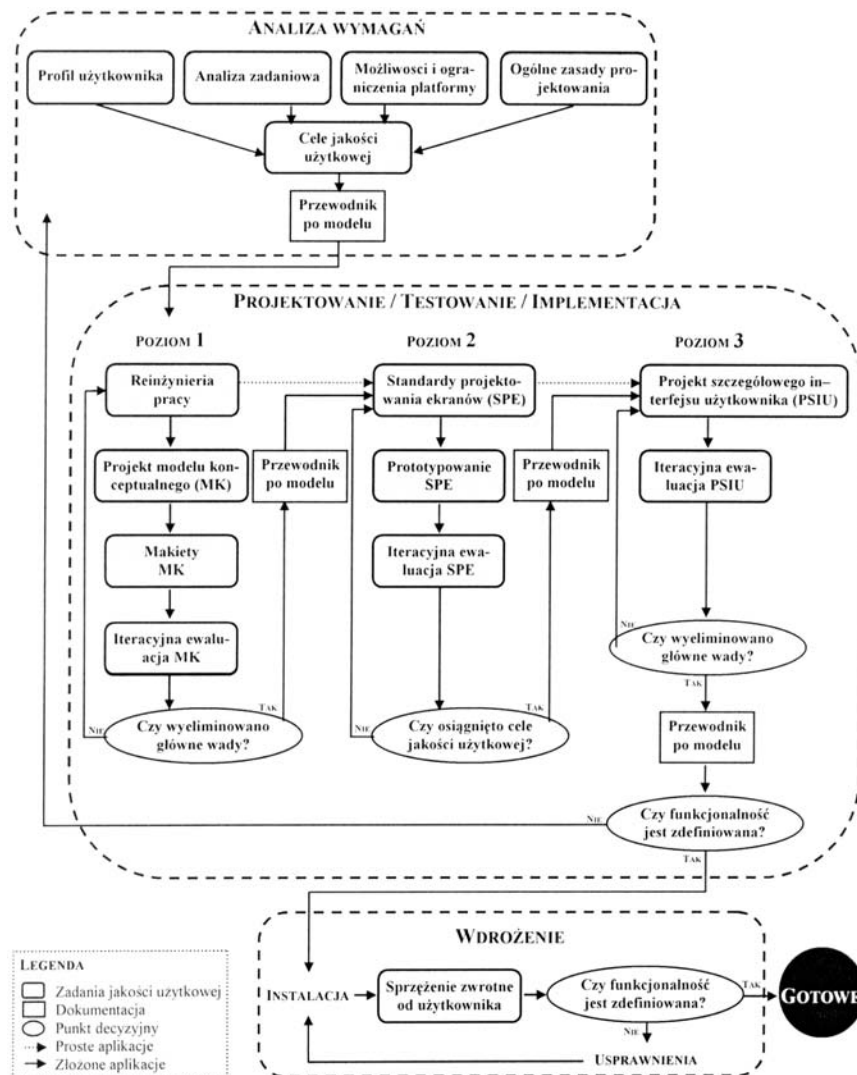 ANALIZA WYMAGAŃ
Profil użytkownika
Analiza zadaniowa
Możliwosci i ogra-
niczenia platformy
Ogólne zasady pro-
jektowania
Cele jakości
użytkowej
Przewodnik
po modelu
PROJEKTOWANIE / TESTOWANIE / IMPLEMENTACJA
POZIOM 1
POZIOM 2
POZIOM 3
Reinżynieria
pracy
Standardy projekto-
wania ekranów (SPE)
Projekt szczegółowego in-
terfejsu użytkownika (PSIU)
Projekt modelu kon-
ceptualnego (MK)
Przewodnik
po modelu
Prototypowanie
SPE
Przewodnik
po modelu
Iteracyjna ewa-
luacja PSIU
Makiety
MK
Iteracyjna ewa-
luacja SPE
Iteracyjna ewalu-
acja MK
NIE
Czy wyeliminowano
główne wady?
TAK
NIE
Czy wyeliminowano
główne wady?
TAK
NIE
Czy osiągnięto cele
jakości użytkowej?
TAK
Przewodnik
po modelu
NIE
Czy funkcjonalność
jest zdefiniowana?
TAK
WDROŻENIE
INSTALACJA
Sprzężenie zwrotne
od użytkownika
Czy funkcjonalność
jest zdefiniowana?
TAK
GOTOWE
NIE
USPRAWNIENIA
LEGENDA
Zadania jakości uzytkowej
Dokumentacja
Punkt decyzyjny
Proste aplikacje
Złożone aplikacje